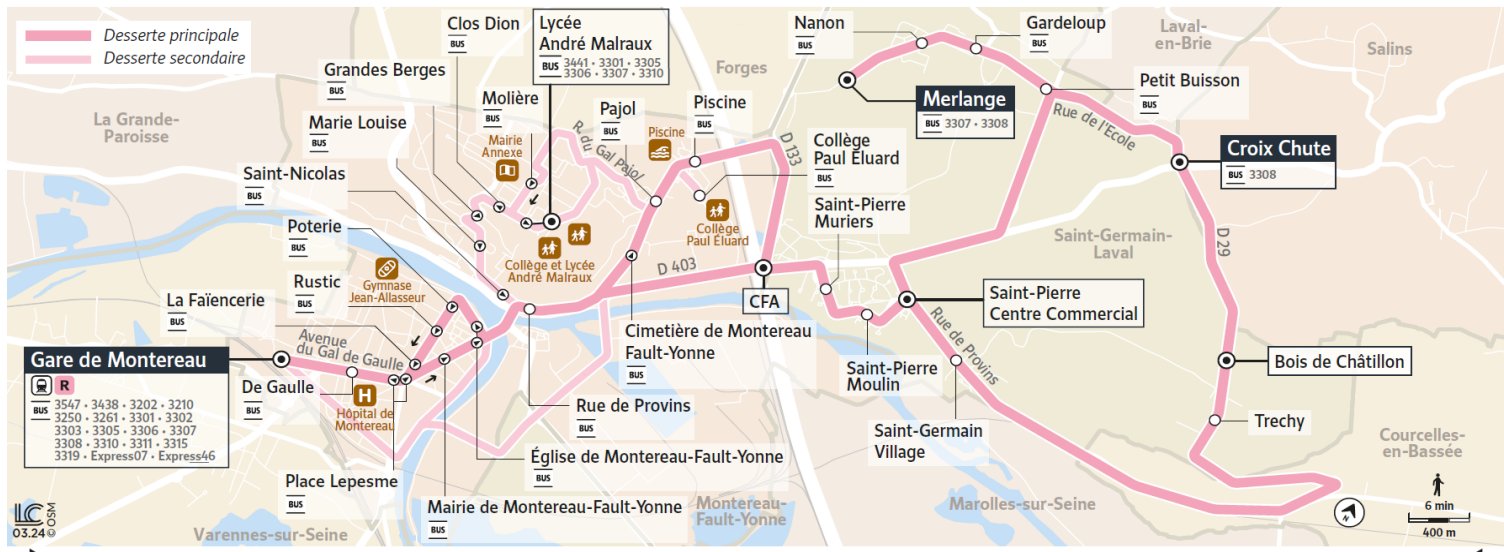 Desserte principale
Desserte secondaire
Clos Dion
BUS
Lycée
André Malraux
BUS 3441 • 3301 • 3305
3306 • 3307 • 3310
Grandes Berges
BUS
Molière
BUS
Marie Louise
BUS
Mairie
Annexe
Saint-Nicolas
BUS
Poterie
BUS
Rustic
BUS
La Faïencerie
BUS
Gymnase
Jean-Allasseur
Avenue
du Gal de Gaulle
Gare de Montereau
R
BUS 3547 • 3438 • 3202 • 3210
3250 • 3261 • 3301 • 3302
3303 • 3305 • 3306 • 3307
3308 • 3310 • 3311 • 3315
3319 • Express07 • Express46
De Gaulle
BUS
H
Hôpital de
Montereau
Place Lepesme
BUS
Mairie de Montereau-Fault-Yonne
BUS
Église de Montereau-Fault-Yonne
BUS
Rue de Provins
BUS
Cimetière de Montereau
Fault-Yonne
BUS
Collège et Lycée
André Malraux
R. du Gal Pajol
Pajol
BUS
Piscine
Piscine
BUS
Collège
Paul Éluard
D 133
D 403
CFA
Collège
Paul Éluard
BUS
Saint-Pierre
Muriers
BUS
Nanon
BUS
Gardeloup
BUS
Merlange
BUS 3307 • 3308
Petit Buisson
BUS
Rue de l'Ecole
Croix Chute
BUS 3308
D 29
Saint-Pierre
Centre Commercial
Saint-Pierre
Moulin
BUS
Rue de Provins
Saint-Germain
Village
BUS
Bois de Châtillon
Trechy
La Grande-
Paroisse
Forges
Laval-
en-Brie
Salins
Saint-Germain-
Laval
Courcelles-
en-Bassée
Marolles-sur-Seine
Montereau-
Fault-Yonne
Varennes-sur-Seine
LC
03.24 © OSM
N
6 min
400 m